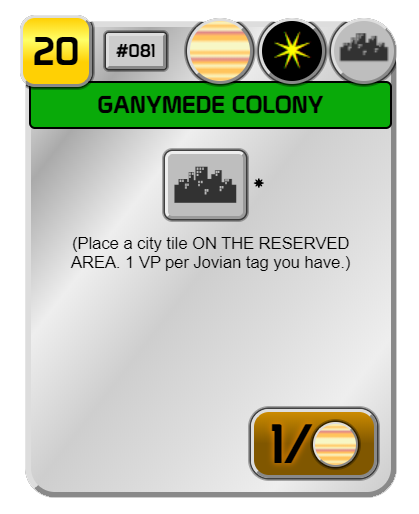 20
#081
GANYMEDE COLONY
*
(Place a city tile ON THE RESERVED
AREA. 1 VP per Jovian tag you have.)
1/